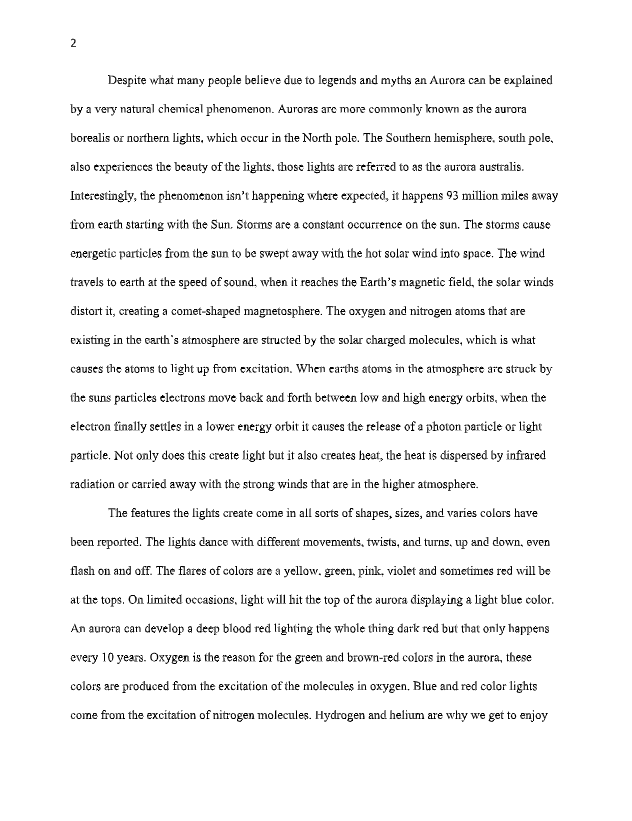 2
Despite what many people believe due to legends and myths an Aurora can be explained
by a very natural chemical phenomenon. Auroras are more commonly known as the aurora
borealis or northern lights, which occur in the North pole. The Southern hemisphere, south pole,
also experiences the beauty of the lights, those lights are referred to as the aurora australis.
Interestingly, the phenomenon isn't happening where expected, it happens 93 million miles away
from earth starting with the Sun. Storms are a constant occurrence on the sun. The storms cause
energetic particles from the sun to be swept away with the hot solar wind into space. The wind
travels to earth at the speed of sound, when it reaches the Earth's magnetic field, the solar winds
distort it, creating a comet-shaped magnetosphere. The oxygen and nitrogen atoms that are
existing in the earth's atmosphere are structed by the solar charged molecules, which is what
causes the atoms to light up from excitation. When earths atoms in the atmosphere are struck by
the suns particles electrons move back and forth between low and high energy orbits, when the
electron finally settles in a lower energy orbit it causes the release of a photon particle or light
particle. Not only does this create light but it also creates heat, the heat is dispersed by infrared
radiation or carried away with the strong winds that are in the higher atmosphere.
The features the lights create come in all sorts of shapes, sizes, and varies colors have
been reported. The lights dance with different movements, twists, and turns, up and down, even
flash on and off. The flares of colors are a yellow, green, pink, violet and sometimes red will be
at the tops. On limited occasions, light will hit the top of the aurora displaying a light blue color.
An aurora can develop a deep blood red lighting the whole thing dark red but that only happens
every 10 years. Oxygen is the reason for the green and brown-red colors in the aurora, these
colors are produced from the excitation of the molecules in oxygen. Blue and red color lights
come from the excitation of nitrogen molecules. Hydrogen and helium are why we get to enjoy